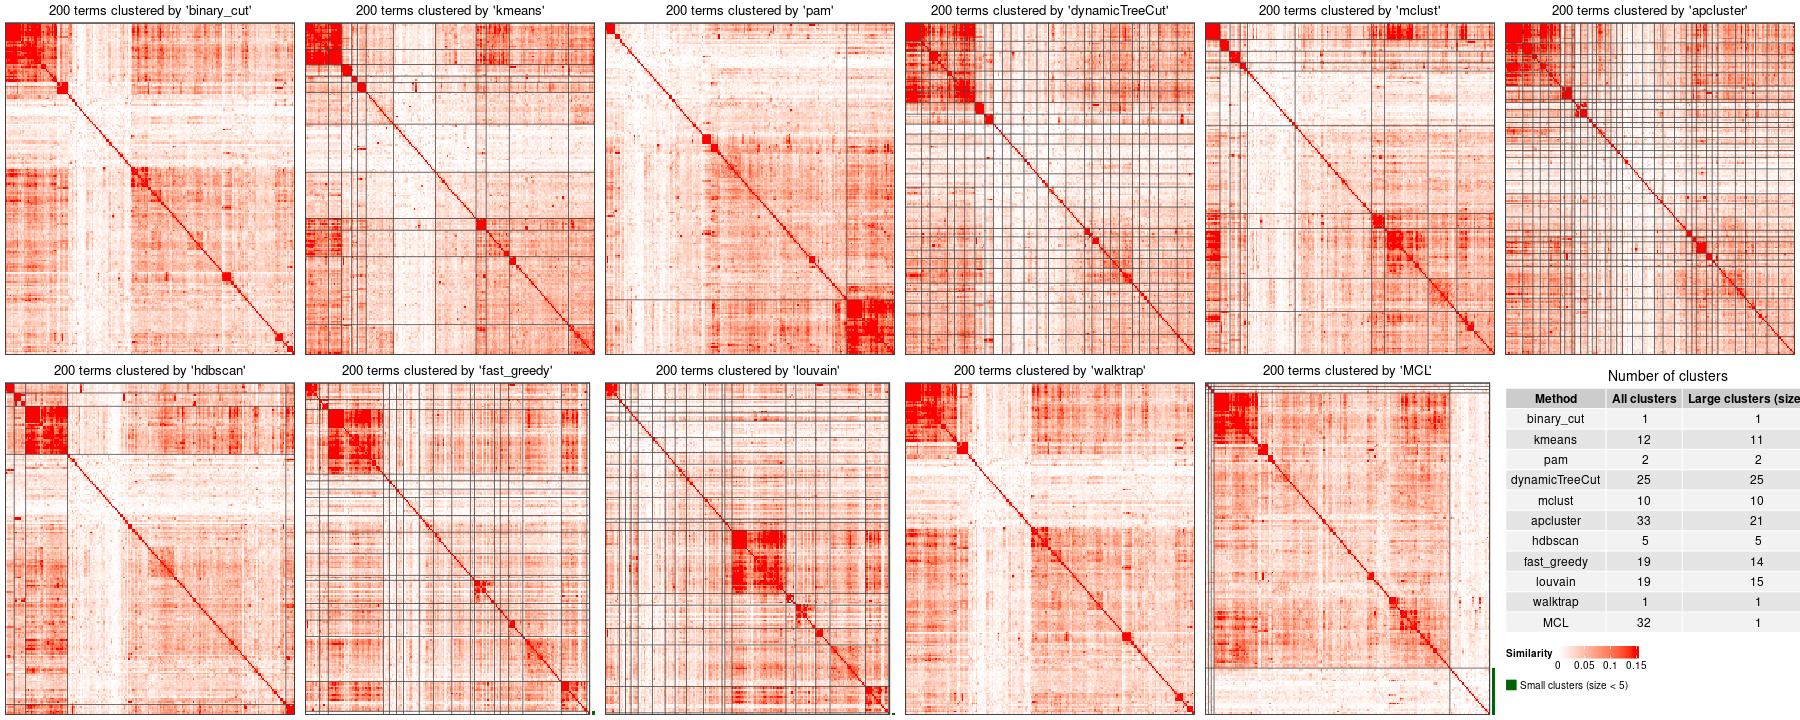 200 terms clustered by 'binary_cut'
200 terms clustered by 'kmeans'
200 terms clustered by 'pam'
200 terms clustered by 'dynamicTreeCut'
200 terms clustered by 'mclust'
200 terms clustered by 'apcluster'
200 terms clustered by 'hdbscan'
200 terms clustered by 'fast_greedy'
200 terms clustered by 'louvain'
200 terms clustered by 'walktrap'
200 terms clustered by 'MCL'
Number of clusters
Method All clusters Large clusters (size
binary_cut 1 1
kmeans 12 11
pam 2 2
dynamicTreeCut 25 25
mclust 10 10
apcluster 33 21
hdbscan 5 5
fast_greedy 19 14
louvain 19 15
walktrap 1 1
MCL 32 1
Similarity
0 0.05 0.1 0.15
Small clusters (size < 5)